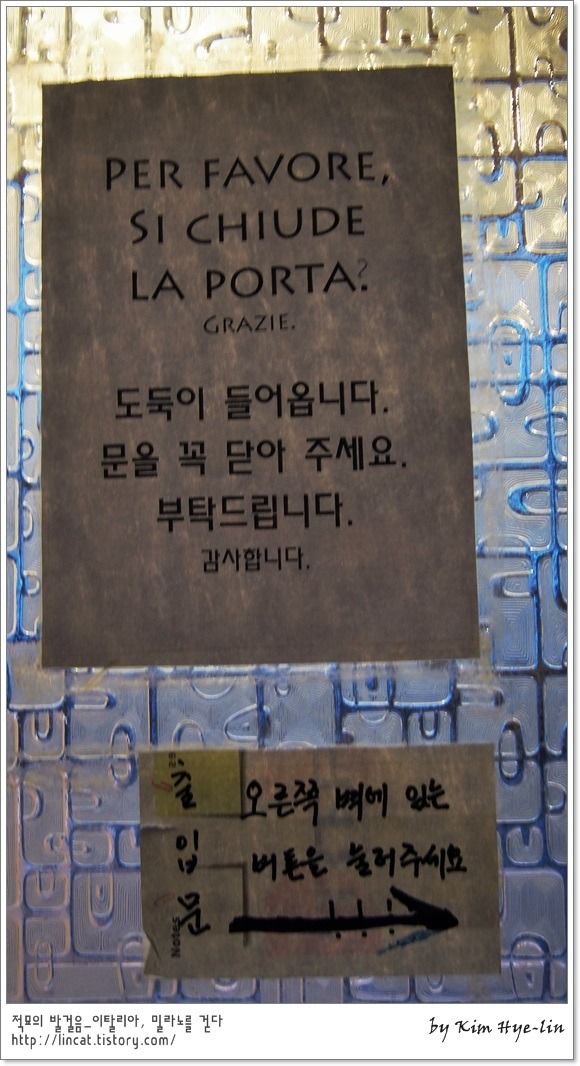 PER FAVORE,
SI CHIUDE
LA PORTA?
GRAZIE.
도둑이 들어옵니다.
문을 꼭 닫아 주세요.
부탁드립니다.
감사합니다.
출입문
오른쪽 벽에 있는
버튼을 눌러주세요
Notes
적묘의 발걸음_이탈리아, 밀라노를 걷다
http://lincat.tistory.com/
by Kim Hye-lin